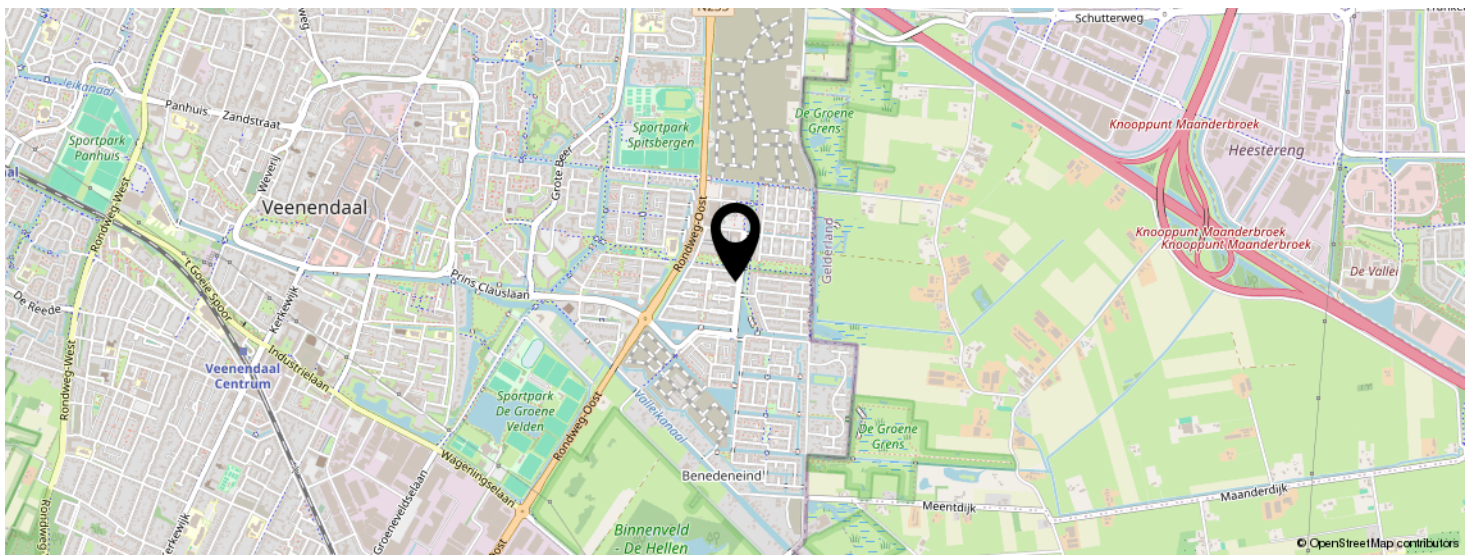 Schutterweg
leikanaal
Panhuis
Zandstraat
Sportpark
Panhuis
Sportpark
Spitsbergen
De Groene
Grens
Knooppunt Maanderbroek
Heestereng
Weverij
Grote Beer
Veenendaal
Rondweg-West
Rondweg-Oost
Gelderland
Knooppunt Maanderbroek
Knooppunt Maanderbroek
De Vallei
't Goeie Spoor
Prins Clauslaan
De Reede
Kerkewijk
Veenendaal
Centrum
Industrielaan
Rondweg-West
Sportpark
De Groene
Velden
Rondweg-Oost
Valleikanaal
De Groene
Grens
Wageningselaan
Benedeneind
Maanderdijk
Meentdijk
Kerkewijk
Groeneveldselaan
Binnenveld
- De Hellen
© OpenStreetMap contributors